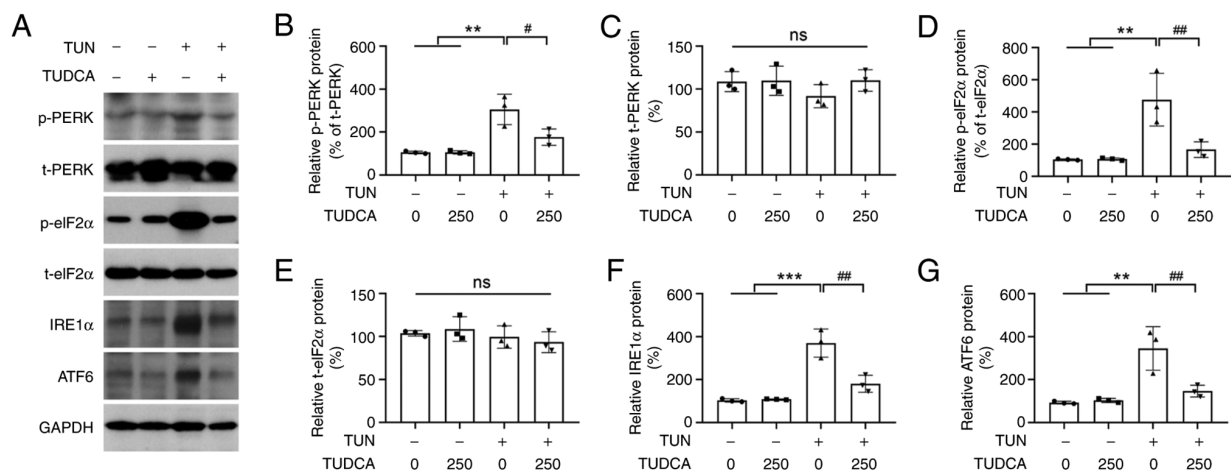 A
TUN – – + +
TUDCA – + – +
p-PERK
t-PERK
p-eIF2α
t-eIF2α
IRE1α
ATF6
GAPDH
B
Relative p-PERK protein
(% of t-PERK)
600
400
200
0
** #
TUN – – + +
TUDCA 0 250 0 250
C
Relative t-PERK protein
(%)
150
100
50
0
ns
TUN – – + +
TUDCA 0 250 0 250
D
Relative p-eIF2α protein
(% of t-eIF2α)
800
600
400
200
0
** ##
TUN – – + +
TUDCA 0 250 0 250
E
Relative t-eIF2α protein
(%)
150
100
50
0
ns
TUN – – + +
TUDCA 0 250 0 250
F
Relative IRE1α protein
(%)
600
400
200
0
*** ##
TUN – – + +
TUDCA 0 250 0 250
G
Relative ATF6 protein
(%)
600
400
200
0
** ##
TUN – – + +
TUDCA 0 250 0 250